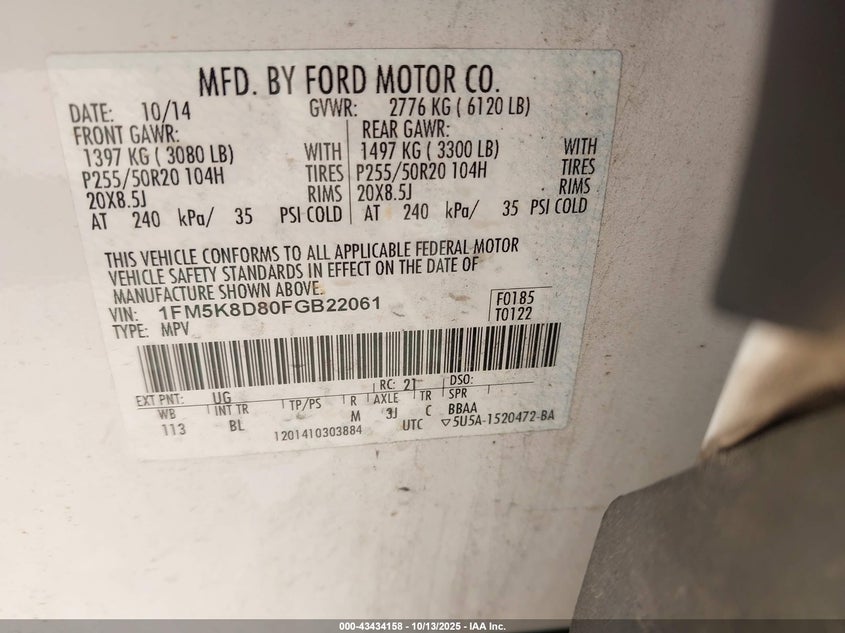 MFD. BY FORD MOTOR CO.
DATE: 10/14 GVWR: 2776 KG ( 6120 LB)
FRONT GAWR: REAR GAWR:
1397 KG ( 3080 LB) WITH 1497 KG ( 3300 LB) WITH
P255/50R20 104H TIRES P255/50R20 104H TIRES
20X8.5J RIMS 20X8.5J RIMS
AT 240 kPa/ 35 PSI COLD AT 240 kPa/ 35 PSI COLD
THIS VEHICLE CONFORMS TO ALL APPLICABLE FEDERAL MOTOR
VEHICLE SAFETY STANDARDS IN EFFECT ON THE DATE OF
MANUFACTURE SHOWN ABOVE.
VIN: 1FM5K8D80FGB22061 F0185
TYPE: MPV T0122
EXT PNT: UG RC: 21 DSO:
WB INT TR TP/PS R AXLE TR SPR
113 BL M 3J C BBAA
1201410303884 UTC ▽5U5A-1520472-BA
000-43434158 - 10/13/2025 - IAA Inc.